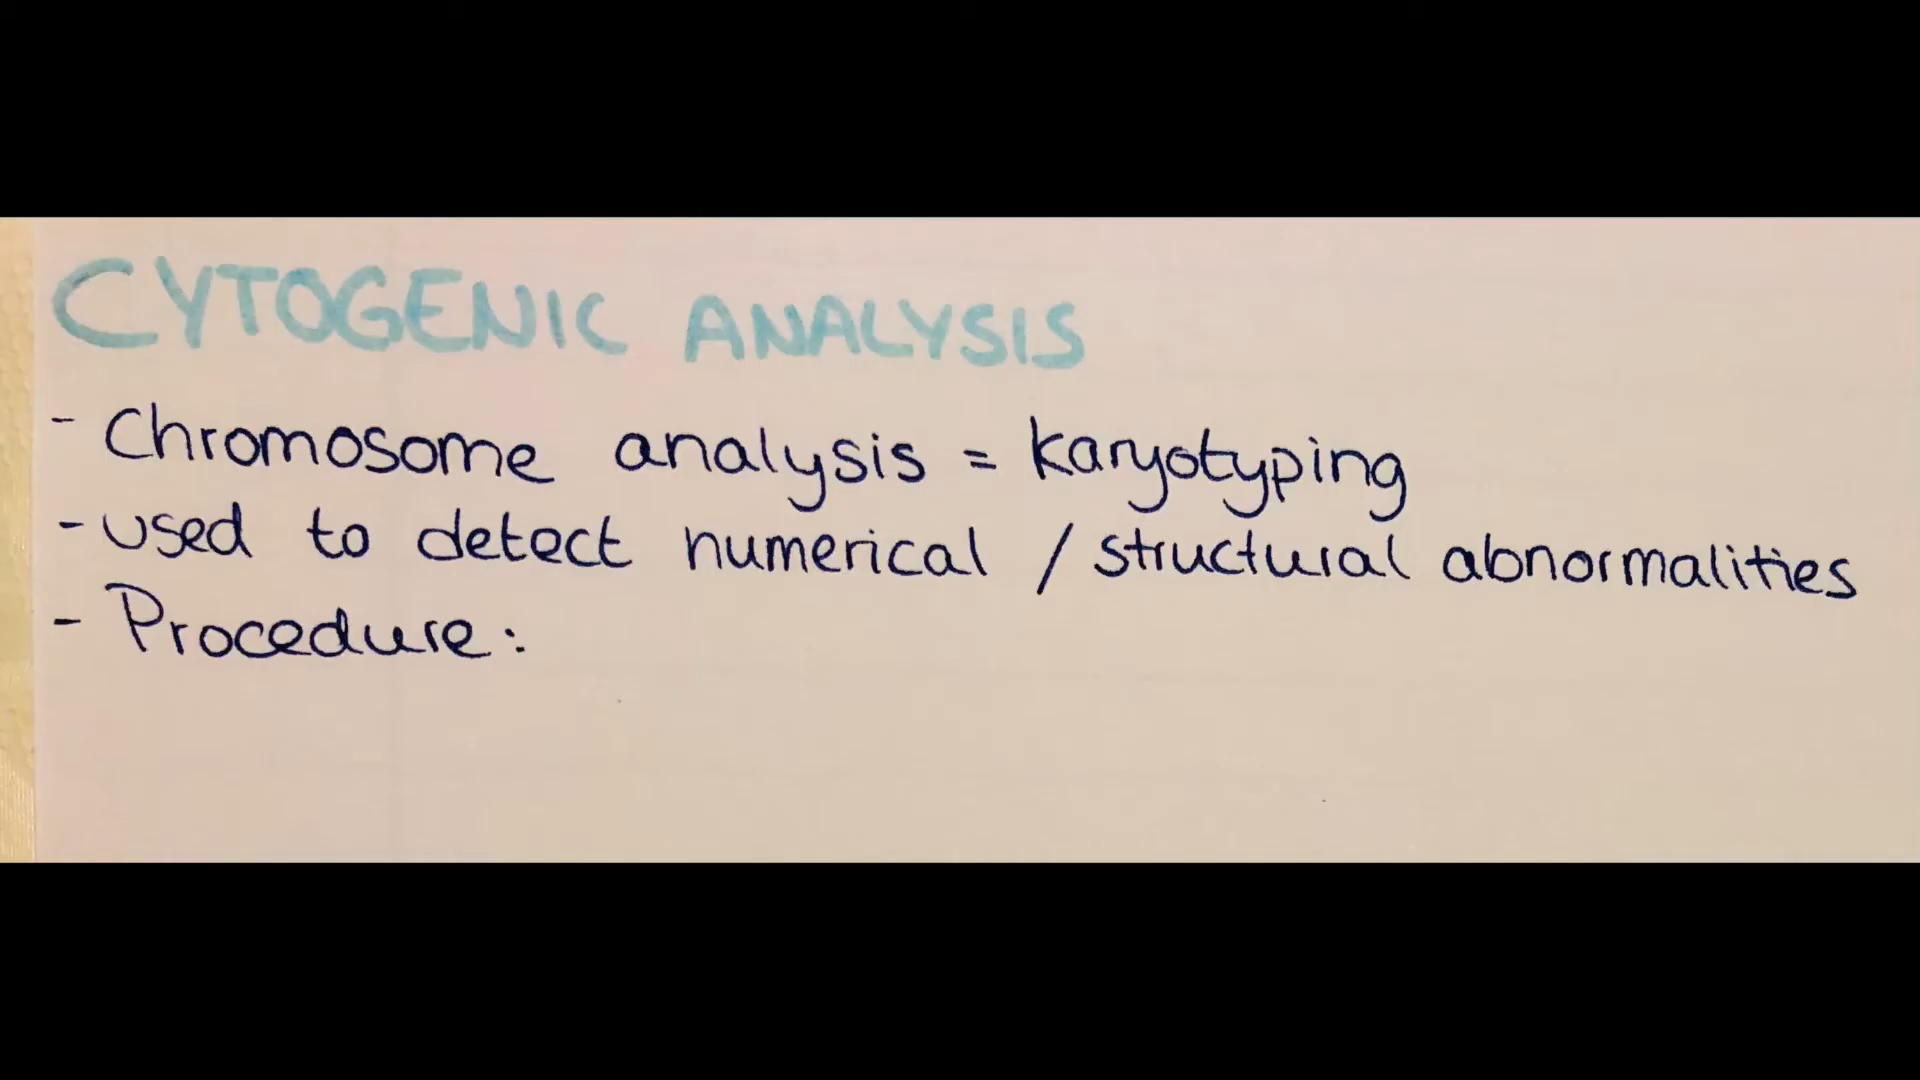 CYTOGENIC ANALYSIS
- Chromosome analysis = karyotyping
- used to detect numerical / structural abnormalities
- Procedure: